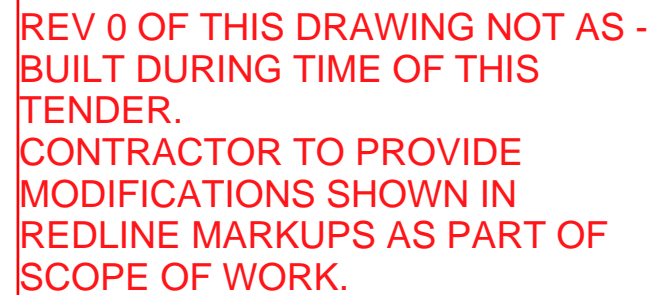 REV 0 OF THIS DRAWING NOT AS -
BUILT DURING TIME OF THIS
TENDER.
CONTRACTOR TO PROVIDE
MODIFICATIONS SHOWN IN
REDLINE MARKUPS AS PART OF
SCOPE OF WORK.